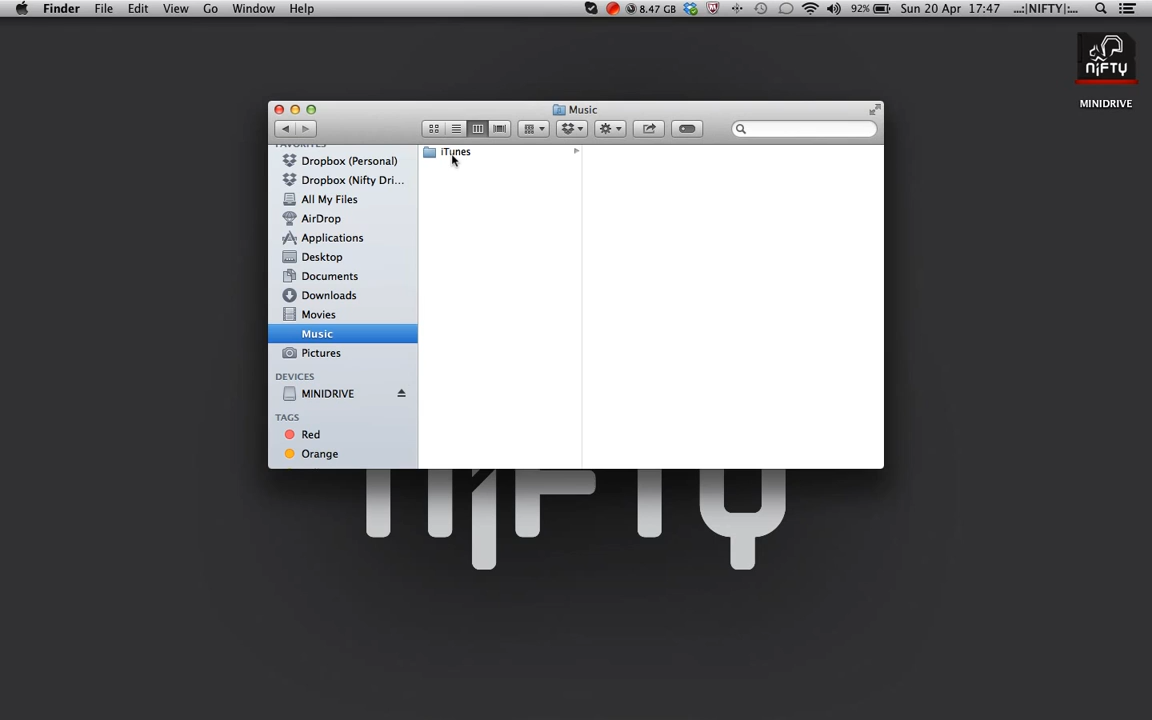 Finder File Edit View Go Window Help 8.47 GB 92% Sun 20 Apr 17:47 ...:|NIFTY|:...
NIFTY
MINIDRIVE
Music
FAVORITES
Dropbox (Personal)
Dropbox (Nifty Dri...
All My Files
AirDrop
Applications
Desktop
Documents
Downloads
Movies
Music
Pictures
DEVICES
MINIDRIVE
TAGS
Red
Orange
iTunes
NIFTY